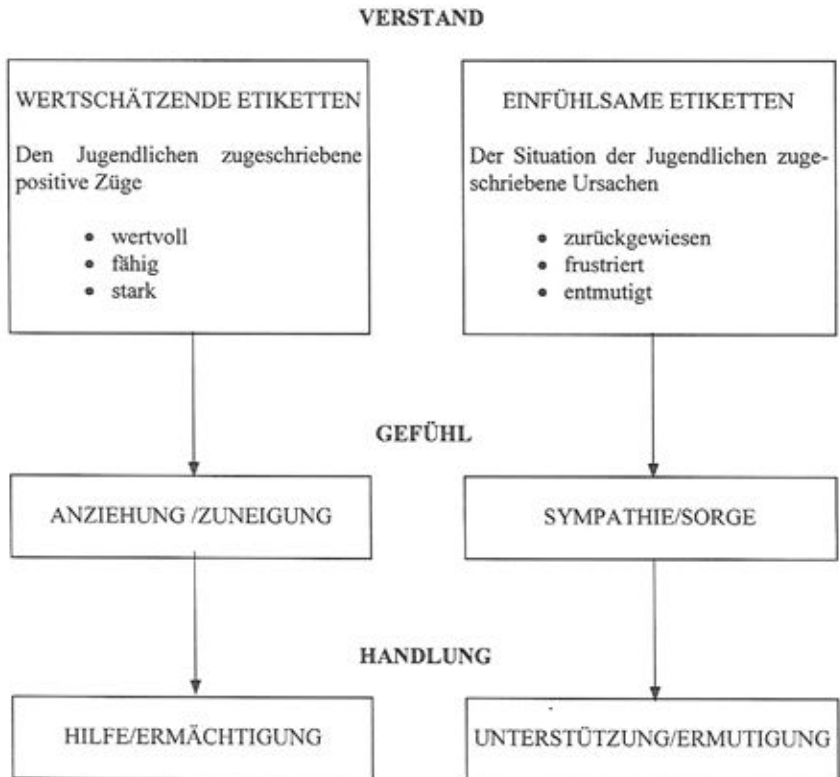 VERSTAND
WERTSCHÄTZENDE ETIKETTEN
Den Jugendlichen zugeschriebene
positive Züge
• wertvoll
• fähig
• stark
EINFÜHLSAME ETIKETTEN
Der Situation der Jugendlichen zuge-
schriebene Ursachen
• zurückgewiesen
• frustriert
• entmutigt
GEFÜHL
ANZIEHUNG /ZUNEIGUNG
SYMPATHIE/SORGE
HANDLUNG
HILFE/ERMÄCHTIGUNG
UNTERSTÜTZUNG/ERMUTIGUNG